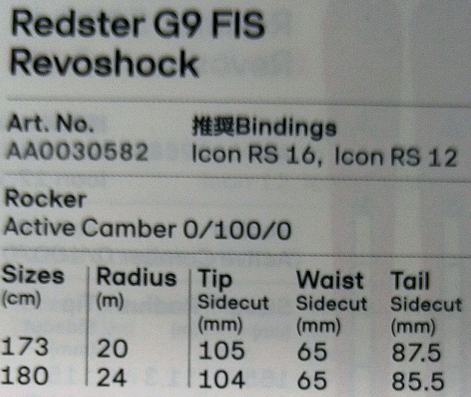 Redster G9 FIS
Revoshock
Art. No. 推奨Bindings
AA0030582 Icon RS 16, Icon RS 12
Rocker
Active Camber 0/100/0
Sizes Radius Tip Waist Tail
(cm) (m) Sidecut Sidecut Sidecut
(mm) (mm) (mm)
173 20 105 65 87.5
180 24 104 65 85.5